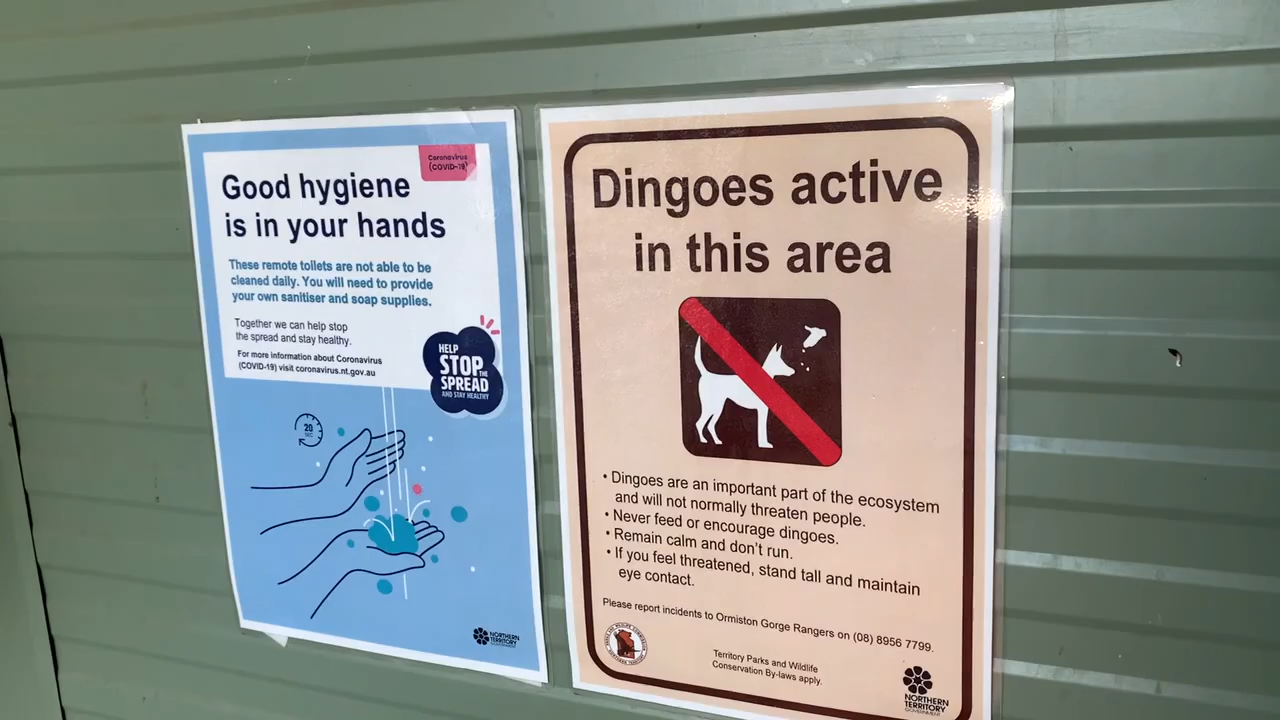 Coronavirus
(COVID-19)
Good hygiene
is in your hands
These remote toilets are not able to be
cleaned daily. You will need to provide
your own sanitiser and soap supplies.
Together we can help stop
the spread and stay healthy.
For more information about Coronavirus
(COVID-19) visit coronavirus.nt.gov.au
HELP
STOP THE
SPREAD
AND STAY HEALTHY
20
SEC
NORTHERN
TERRITORY
GOVERNMENT
Dingoes active
in this area
• Dingoes are an important part of the ecosystem
and will not normally threaten people.
• Never feed or encourage dingoes.
• Remain calm and don't run.
• If you feel threatened, stand tall and maintain
eye contact.
Please report incidents to Ormiston Gorge Rangers on (08) 8956 7799.
Territory Parks and Wildlife
Conservation By-laws apply.
NORTHERN
TERRITORY
GOVERNMENT